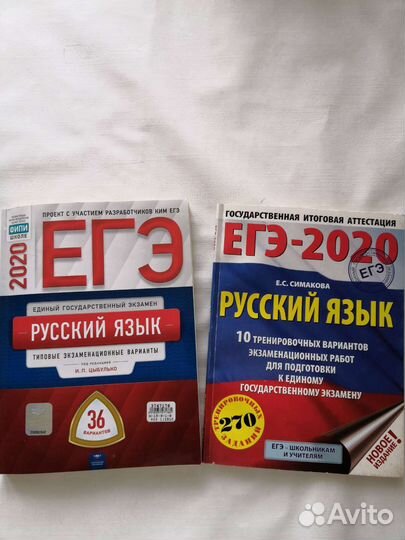 ФИПИ
ШКОЛЕ
2020
ПРОЕКТ С УЧАСТИЕМ РАЗРАБОТЧИКОВ КИМ ЕГЭ
ЕГЭ
ЕДИНЫЙ ГОСУДАРСТВЕННЫЙ ЭКЗАМЕН
РУССКИЙ ЯЗЫК
ТИПОВЫЕ ЭКЗАМЕНАЦИОННЫЕ ВАРИАНТЫ
ПОД РЕДАКЦИЕЙ
И.П. ЦЫБУЛЬКО
36
ВАРИАНТОВ
ГОСУДАРСТВЕННАЯ ИТОГОВАЯ АТТЕСТАЦИЯ
ЕГЭ-2020
ЕГЭ
Е.С. СИМАКОВА
РУССКИЙ ЯЗЫК
10 ТРЕНИРОВОЧНЫХ ВАРИАНТОВ
ЭКЗАМЕНАЦИОННЫХ РАБОТ
ДЛЯ ПОДГОТОВКИ
К ЕДИНОМУ
ГОСУДАРСТВЕННОМУ ЭКЗАМЕНУ
ТРЕНИРОВОЧНЫХ
270
ЗАДАНИЙ
ЕГЭ - ШКОЛЬНИКАМ
И УЧИТЕЛЯМ
НОВОЕ
ИЗДАНИЕ!
Avito